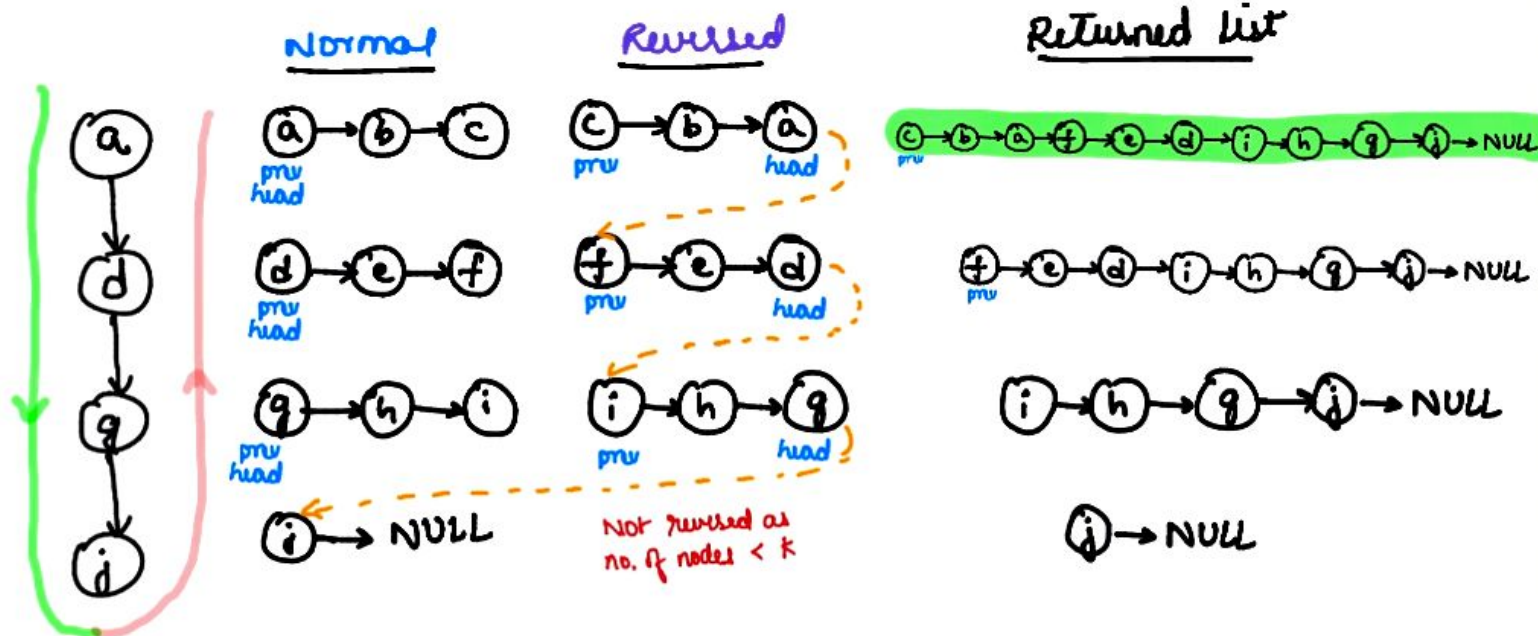 Normal
Reversed
Returned List
a
a b c
c b a
c b a f e d i h g j NULL
prev
head
prev
head
prev
d
d e f
f e d
f e d i h g j NULL
prev
head
prev
head
prev
g
g h i
i h g
i h g j NULL
prev
head
prev
head
j
j NULL
Not reversed as
no. of nodes < k
j NULL